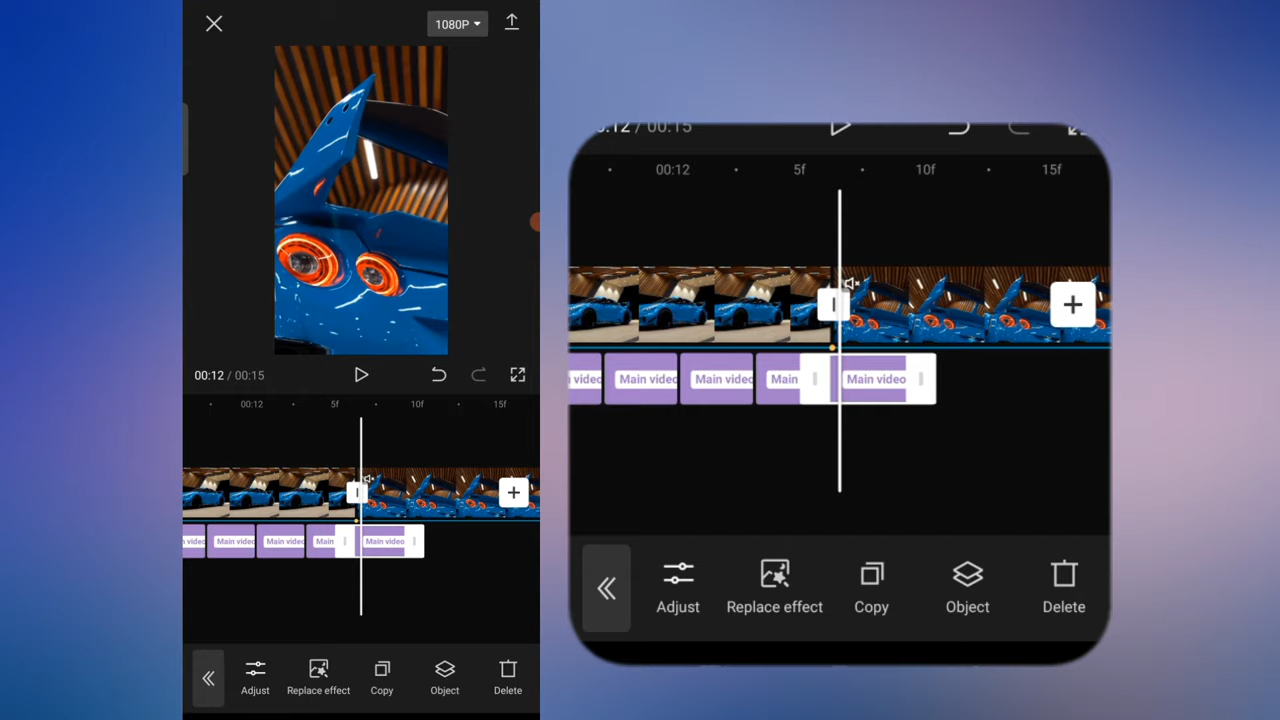 1080P
00:12 / 00:15
00:12 5f 10f 15f
Main video Main video Main Main video
Adjust Replace effect Copy Object Delete
00:15
00:12 5f 10f 15f
Main video Main video Main Main video
Adjust Replace effect Copy Object Delete